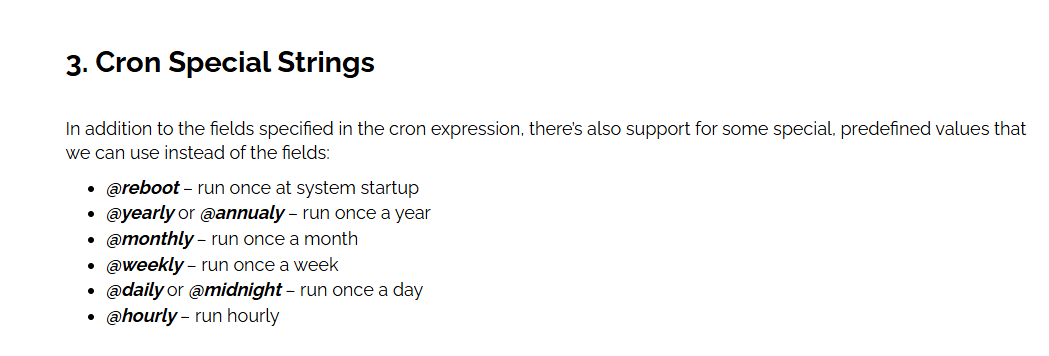 3. Cron Special Strings
In addition to the fields specified in the cron expression, there's also support for some special, predefined values that
we can use instead of the fields:
• @reboot – run once at system startup
• @yearly or @annualy – run once a year
• @monthly – run once a month
• @weekly – run once a week
• @daily or @midnight – run once a day
• @hourly – run hourly